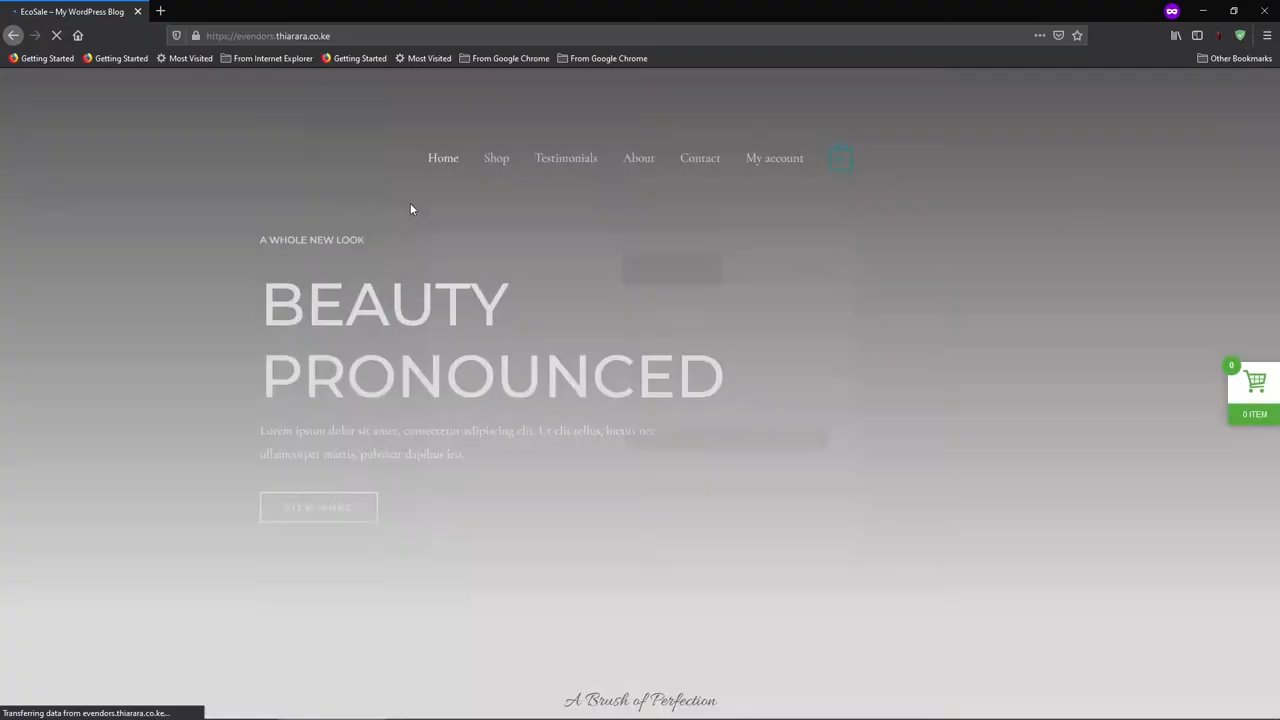 EcoSale – My WordPress Blog
https://evendors.thiarara.co.ke
Getting Started Getting Started Most Visited From Internet Explorer Getting Started Most Visited From Google Chrome From Google Chrome Other Bookmarks
Home Shop Testimonials About Contact My account
A WHOLE NEW LOOK
BEAUTY
PRONOUNCED
Lorem ipsum dolor sit amet, consectetur adipiscing elit. Ut elit tellus, luctus nec
ullamcorper mattis, pulvinar dapibus leo.
VIEW MORE
0
0 ITEM
A Brush of Perfection
Transferring data from evendors.thiarara.co.ke...